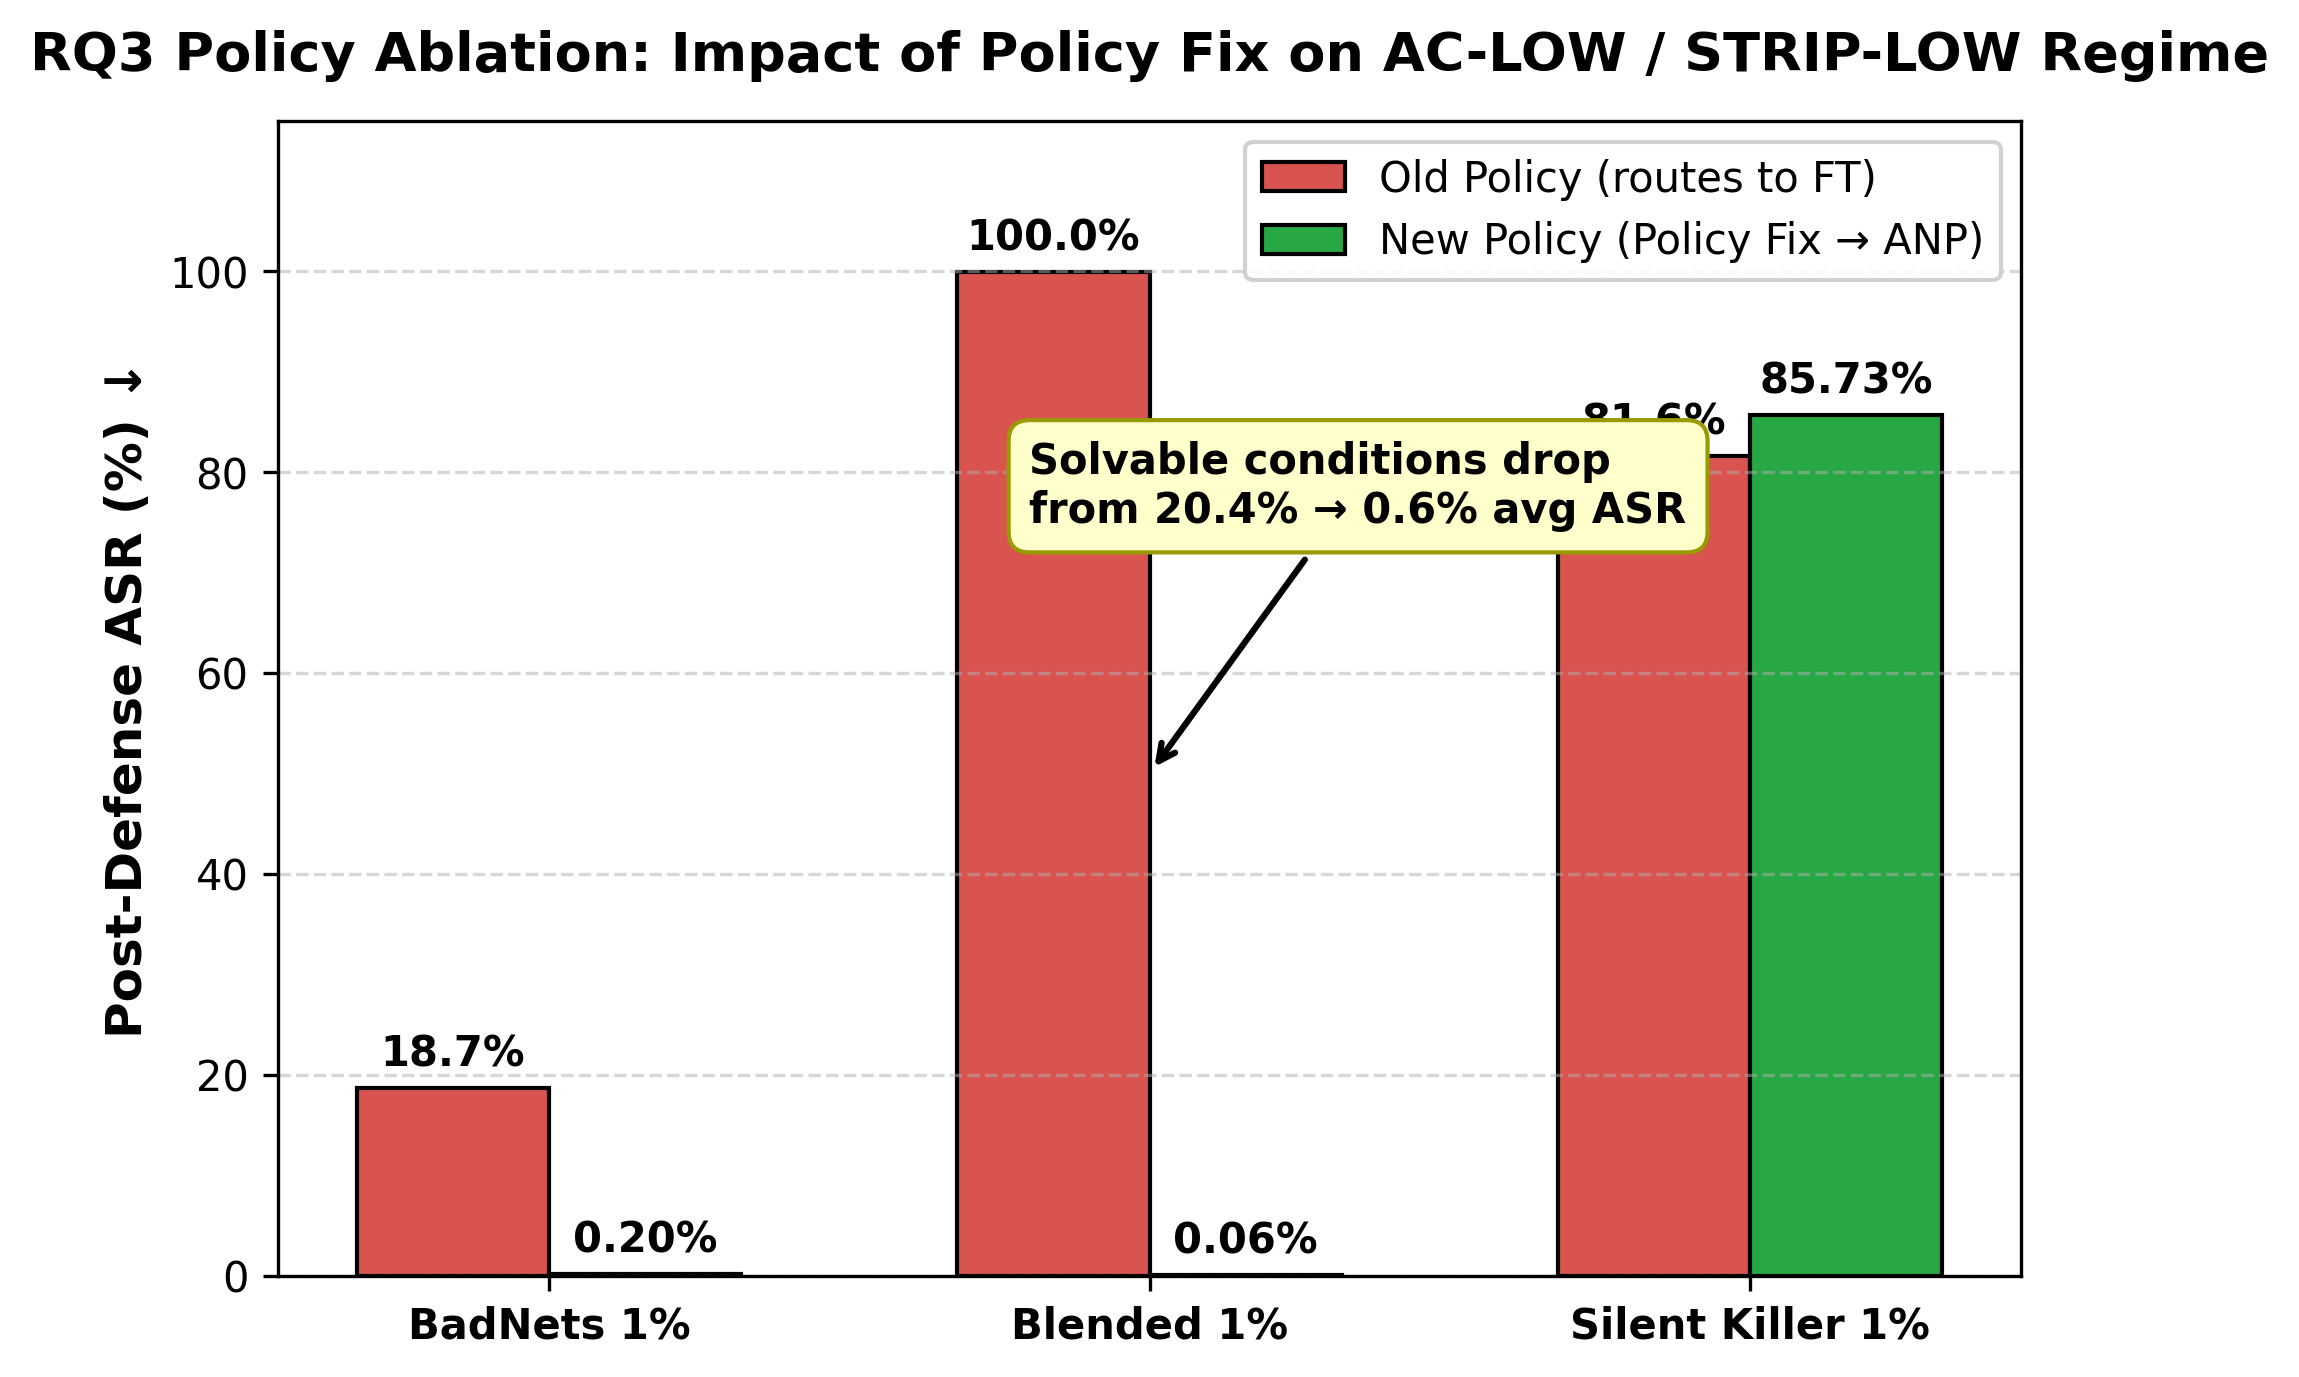 RQ3 Policy Ablation: Impact of Policy Fix on AC-LOW / STRIP-LOW Regime
Old Policy (routes to FT)
New Policy (Policy Fix → ANP)
Post-Defense ASR (%) ↓
100
80
60
40
20
0
18.7%
0.20%
100.0%
0.06%
81.6%
85.73%
Solvable conditions drop
from 20.4% → 0.6% avg ASR
BadNets 1%
Blended 1%
Silent Killer 1%